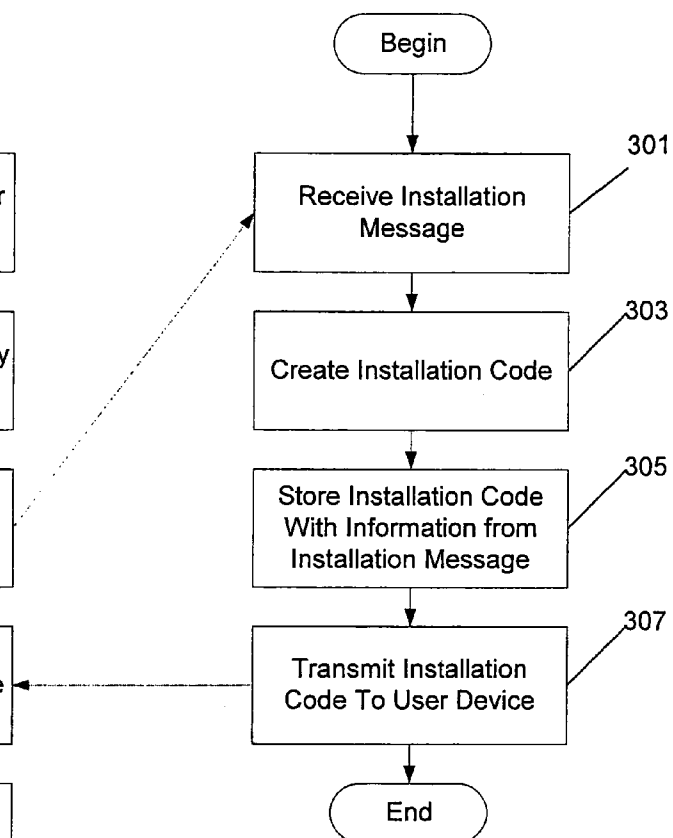 Begin
301
Receive Installation
Message
303
Create Installation Code
305
Store Installation Code
With Information from
Installation Message
307
Transmit Installation
Code To User Device
End